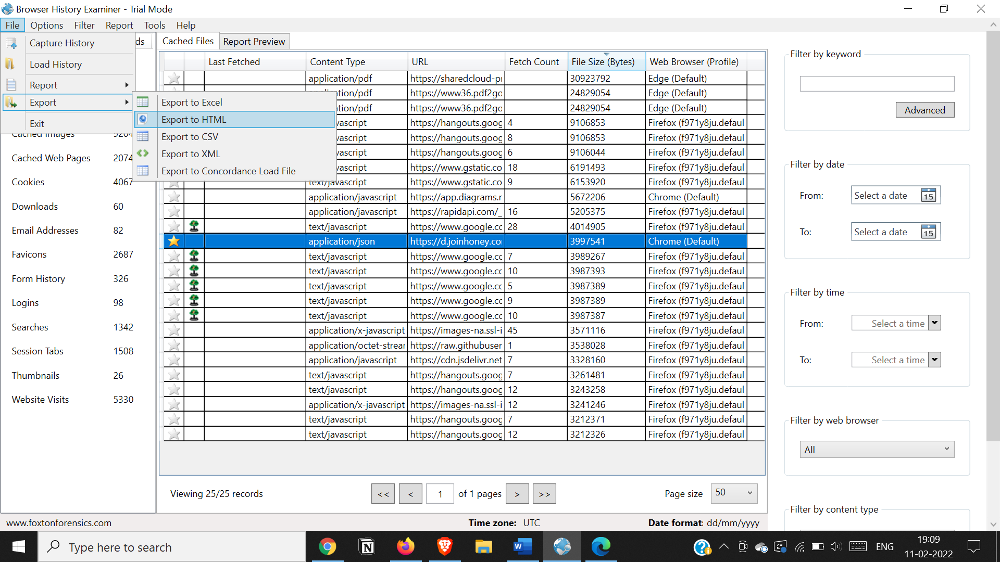 Browser History Examiner - Trial Mode
File Options Filter Report Tools Help
Capture History
Load History
Report
Export
Exit
Export to Excel
Export to HTML
Export to CSV
Export to XML
Export to Concordance Load File
ds
Cached Images 9204
Cached Web Pages 2074
Cookies 4067
Downloads 60
Email Addresses 82
Favicons 2687
Form History 326
Logins 98
Searches 1342
Session Tabs 1508
Thumbnails 26
Website Visits 5330
Cached Files Report Preview
Last Fetched Content Type URL Fetch Count File Size (Bytes) Web Browser (Profile)
application/pdf https://sharedcloud-pr 30923792 Edge (Default)
tion/pdf https://www36.pdf2go 24829054 Edge (Default)
tion/pdf https://www36.pdf2go 24829054 Edge (Default)
vascript https://hangouts.goog 4 9106853 Firefox (f971y8ju.defaul
vascript https://hangouts.goog 8 9106853 Firefox (f971y8ju.defaul
vascript https://hangouts.goog 6 9106044 Firefox (f971y8ju.defaul
vascript https://www.gstatic.co 18 6191493 Firefox (f971y8ju.defaul
text/javascript https://www.gstatic.co 9 6153920 Firefox (f971y8ju.defaul
application/javascript https://app.diagrams.r 5672206 Chrome (Default)
application/javascript https://rapidapi.com/_ 16 5205375 Firefox (f971y8ju.defaul
text/javascript https://www.google.cc 28 4014905 Firefox (f971y8ju.defaul
application/json https://d.joinhoney.coi 3997541 Chrome (Default)
text/javascript https://www.google.cc 7 3989267 Firefox (f971y8ju.defaul
text/javascript https://www.google.cc 10 3987393 Firefox (f971y8ju.defaul
text/javascript https://www.google.cc 5 3987389 Firefox (f971y8ju.defaul
text/javascript https://www.google.cc 9 3987389 Firefox (f971y8ju.defaul
text/javascript https://www.google.cc 10 3987387 Firefox (f971y8ju.defaul
application/x-javascript https://images-na.ssl-i 45 3571116 Firefox (f971y8ju.defaul
application/octet-strear https://raw.githubuser 1 3538028 Firefox (f971y8ju.defaul
application/javascript https://cdn.jsdelivr.net 7 3328160 Firefox (f971y8ju.defaul
text/javascript https://hangouts.goog 7 3261481 Firefox (f971y8ju.defaul
text/javascript https://hangouts.goog 12 3243258 Firefox (f971y8ju.defaul
application/x-javascript https://images-na.ssl-i 12 3241246 Firefox (f971y8ju.defaul
text/javascript https://hangouts.goog 7 3212371 Firefox (f971y8ju.defaul
text/javascript https://hangouts.goog 12 3212326 Firefox (f971y8ju.defaul
Viewing 25/25 records << < 1 of 1 pages > >> Page size 50
Filter by keyword
Advanced
Filter by date
From: Select a date 15
To: Select a date 15
Filter by time
From: Select a time
To: Select a time
Filter by web browser
All
Filter by content type
www.foxtonforensics.com Time zone: UTC Date format: dd/mm/yyyy
Type here to search
ENG
19:09
11-02-2022